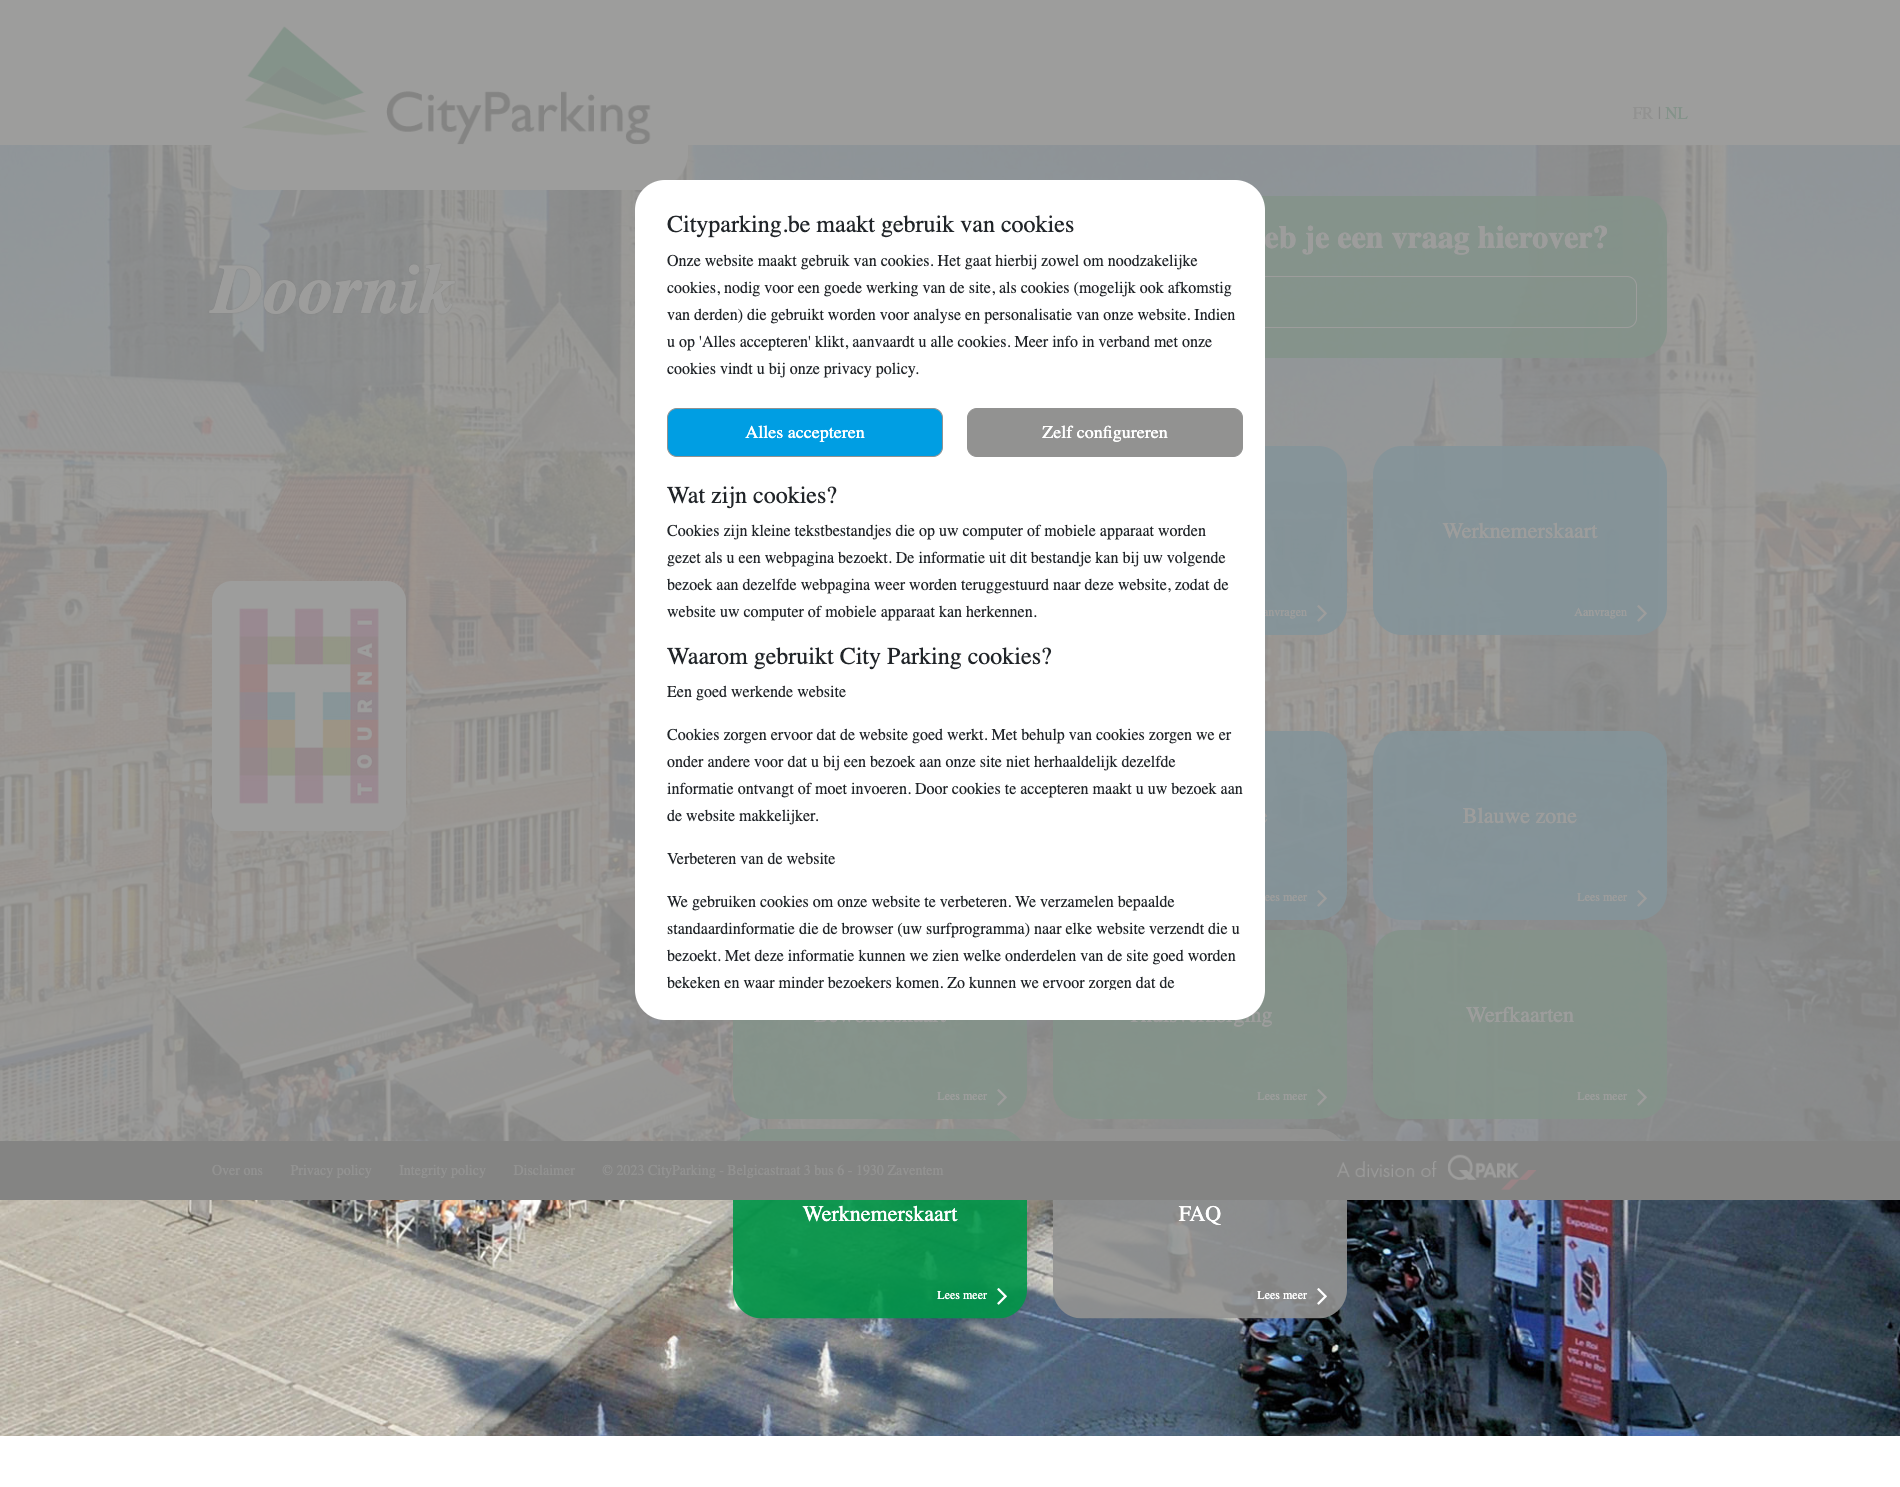 CityParking
FR | NL
Doornik
eb je een vraag hierover?
Cityparking.be maakt gebruik van cookies
Onze website maakt gebruik van cookies. Het gaat hierbij zowel om noodzakelijke
cookies, nodig voor een goede werking van de site, als cookies (mogelijk ook afkomstig
van derden) die gebruikt worden voor analyse en personalisatie van onze website. Indien
u op 'Alles accepteren' klikt, aanvaardt u alle cookies. Meer info in verband met onze
cookies vindt u bij onze privacy policy.
Alles accepteren
Zelf configureren
Wat zijn cookies?
Cookies zijn kleine tekstbestandjes die op uw computer of mobiele apparaat worden
gezet als u een webpagina bezoekt. De informatie uit dit bestandje kan bij uw volgende
bezoek aan dezelfde webpagina weer worden teruggestuurd naar deze website, zodat de
website uw computer of mobiele apparaat kan herkennen.
Waarom gebruikt City Parking cookies?
Een goed werkende website
Cookies zorgen ervoor dat de website goed werkt. Met behulp van cookies zorgen we er
onder andere voor dat u bij een bezoek aan onze site niet herhaaldelijk dezelfde
informatie ontvangt of moet invoeren. Door cookies te accepteren maakt u uw bezoek aan
de website makkelijker.
Verbeteren van de website
We gebruiken cookies om onze website te verbeteren. We verzamelen bepaalde
standaardinformatie die de browser (uw surfprogramma) naar elke website verzendt die u
bezoekt. Met deze informatie kunnen we zien welke onderdelen van de site goed worden
bekeken en waar minder bezoekers komen. Zo kunnen we ervoor zorgen dat de
TOURNAI
Werknemerskaart
Aanvragen
Blauwe zone
Lees meer
Lees meer
Lees meer
Werfkaarten
Lees meer
Over ons
Privacy policy
Integrity policy
Disclaimer
© 2023 CityParking - Belgicastraat 3 bus 6 - 1930 Zaventem
A division of Q PARK
Werknemerskaart
Lees meer
FAQ
Lees meer
Exposition
Le Roi
est mort...
Vive le Roi